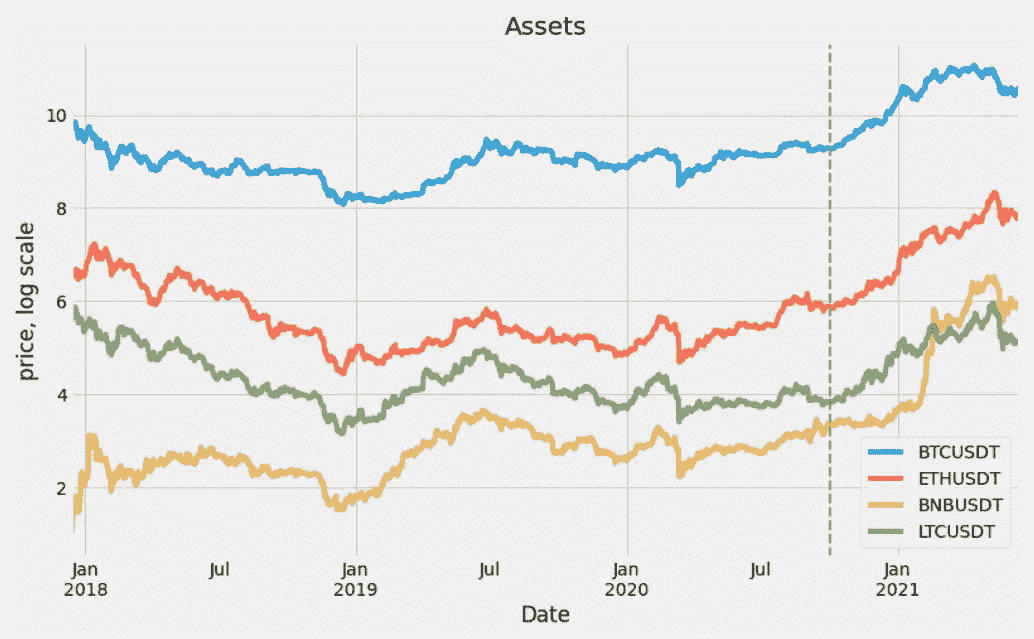 Assets
price, log scale
10
8
6
4
2
BTCUSDT
ETHUSDT
BNBUSDT
LTCUSDT
Jan Jul Jan Jul Jan Jul Jan
2018 2019 2020 2021
Date